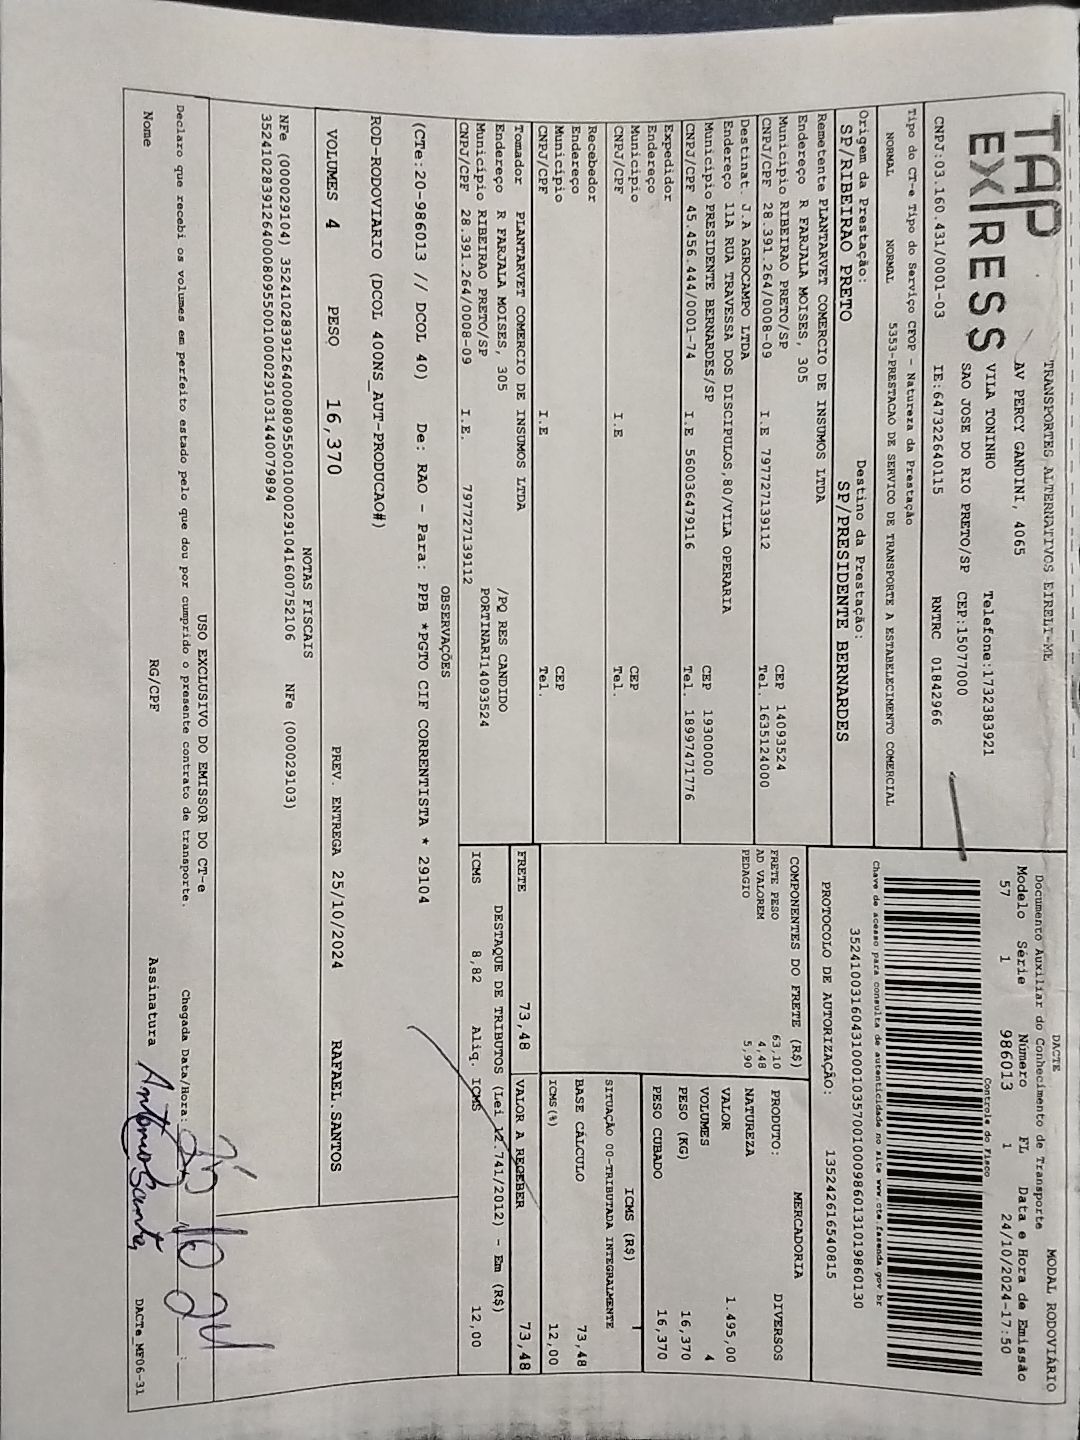 TAP
EXPRESS
TRANSPORTES ALTERNATIVOS EIRELI-ME
AV PERCY GANDINI, 4065
VILA TONINHO Telefone:1732383921
SAO JOSE DO RIO PRETO/SP CEP:15077000
CNPJ:03.160.431/0001-03 IE:647322640115 RNTRC 01842966
Tipo do CT-e Tipo do Serviço CFOP - Natureza da Prestação
NORMAL NORMAL 5353-PRESTACAO DE SERVICO DE TRANSPORTE A ESTABELECIMENTO COMERCIAL
Origem da Prestação: Destino da Prestação:
SP/RIBEIRAO PRETO SP/PRESIDENTE BERNARDES
Remetente PLANTARVET COMERCIO DE INSUMOS LTDA
Endereço R FARJALA MOISES, 305
Município RIBEIRAO PRETO/SP CEP 14093524
CNPJ/CPF 28.391.264/0008-09 I.E 797727139112 Tel. 1635124000
Destinat. J.A AGROCAMPO LTDA
Endereço 11A RUA TRAVESSA DOS DISCIPULOS,80/VILA OPERARIA
Município PRESIDENTE BERNARDES/SP CEP 19300000
CNPJ/CPF 45.456.444/0001-74 I.E 560036479116 Tel. 18997471776
Expedidor
Endereço
Município CEP
CNPJ/CPF I.E Tel.
Recebedor
Endereço
Município CEP
CNPJ/CPF I.E Tel.
Tomador PLANTARVET COMERCIO DE INSUMOS LTDA
Endereço R FARJALA MOISES, 305 /PQ RES CANDIDO
Município RIBEIRAO PRETO/SP PORTINARI14093524
CNPJ/CPF 28.391.264/0008-09 I.E. 797727139112
DACTE MODAL RODOVIÁRIO
Documento Auxiliar do Conhecimento de Transporte
Modelo Série Número FL Data e Hora de Emissão
57 1 986013 1 24/10/2024-17:50
Controle do Fisco
Chave de acesso para consulta de autenticidade no site www.cte.fazenda.gov.br
35241003160431000103570010009860131019860130
PROTOCOLO DE AUTORIZAÇÃO: 135242616540815
COMPONENTES DO FRETE (R$)
FRETE PESO 63,10
AD VALOREM 4,48
PEDAGIO 5,90
MERCADORIA
PRODUTO: DIVERSOS
NATUREZA
VALOR 1.495,00
VOLUMES 4
PESO (KG) 16,370
PESO CUBADO 16,370
ICMS (R$)
SITUAÇÃO 00-TRIBUTADA INTEGRALMENTE
BASE CÁLCULO 73,48
ICMS(%) 12,00
FRETE 73,48 VALOR A RECEBER 73,48
DESTAQUE DE TRIBUTOS (Lei 12.741/2012) - Em (R$)
ICMS 8,82 Aliq. ICMS 12,00
OBSERVAÇÕES
(CTe:20-986013 // DCOL 40) De: RAO - Para: PPB *PGTO CIF CORRENTISTA * 29104
ROD-RODOVIARIO (DCOL 40ONS_AUT-PRODUCAO#)
VOLUMES 4 PESO 16,370 PREV. ENTREGA 25/10/2024 RAFAEL.SANTOS
NOTAS FISCAIS
NFe (000029104) 35241028391264000809550010000291041600752106 NFe (000029103)
35241028391264000809550010000291031440079894
USO EXCLUSIVO DO EMISSOR DO CT-e
Declaro que recebi os volumes em perfeito estado pelo que dou por cumprido o presente contrato de transporte. Chegada Data/Hora: 25 10 24
Nome RG/CPF Assinatura Antonio
DACTe_MF06-31